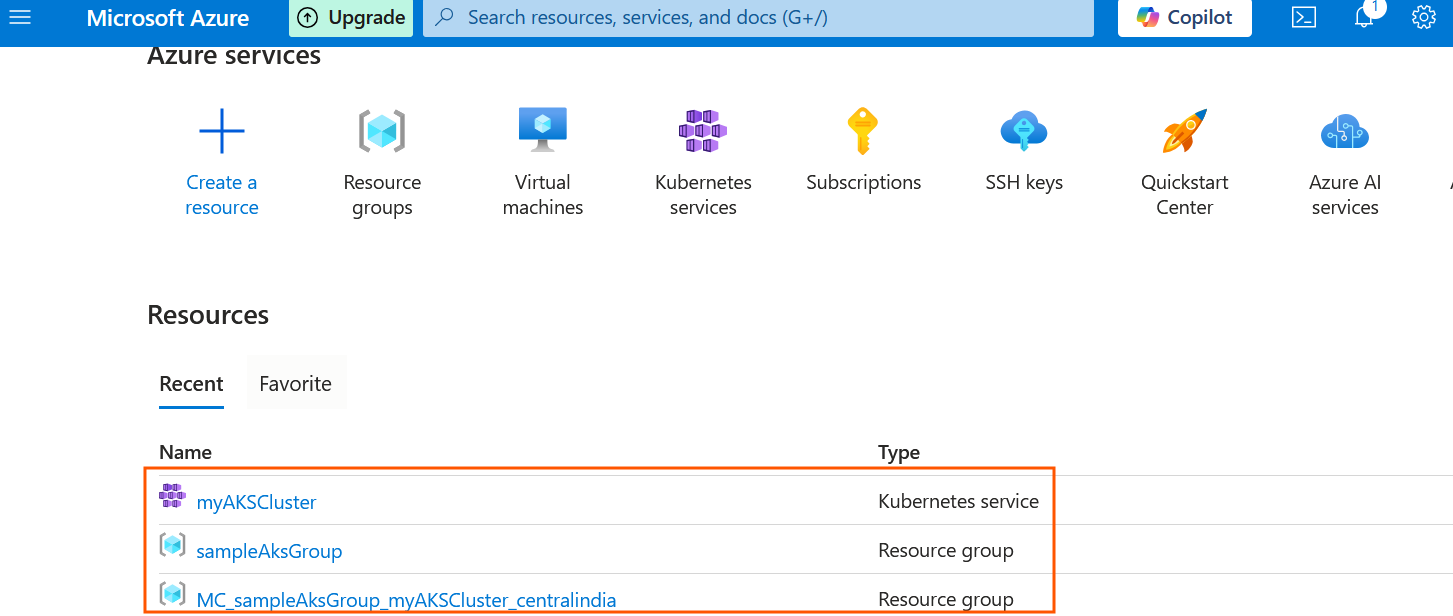 Microsoft Azure
Upgrade
Search resources, services, and docs (G+/)
Copilot
1
Azure services
Create a resource
Resource groups
Virtual machines
Kubernetes services
Subscriptions
SSH keys
Quickstart Center
Azure AI services
Resources
Recent
Favorite
Name Type
myAKSCluster Kubernetes service
sampleAksGroup Resource group
MC_sampleAksGroup_myAKSCluster_centralindia Resource group